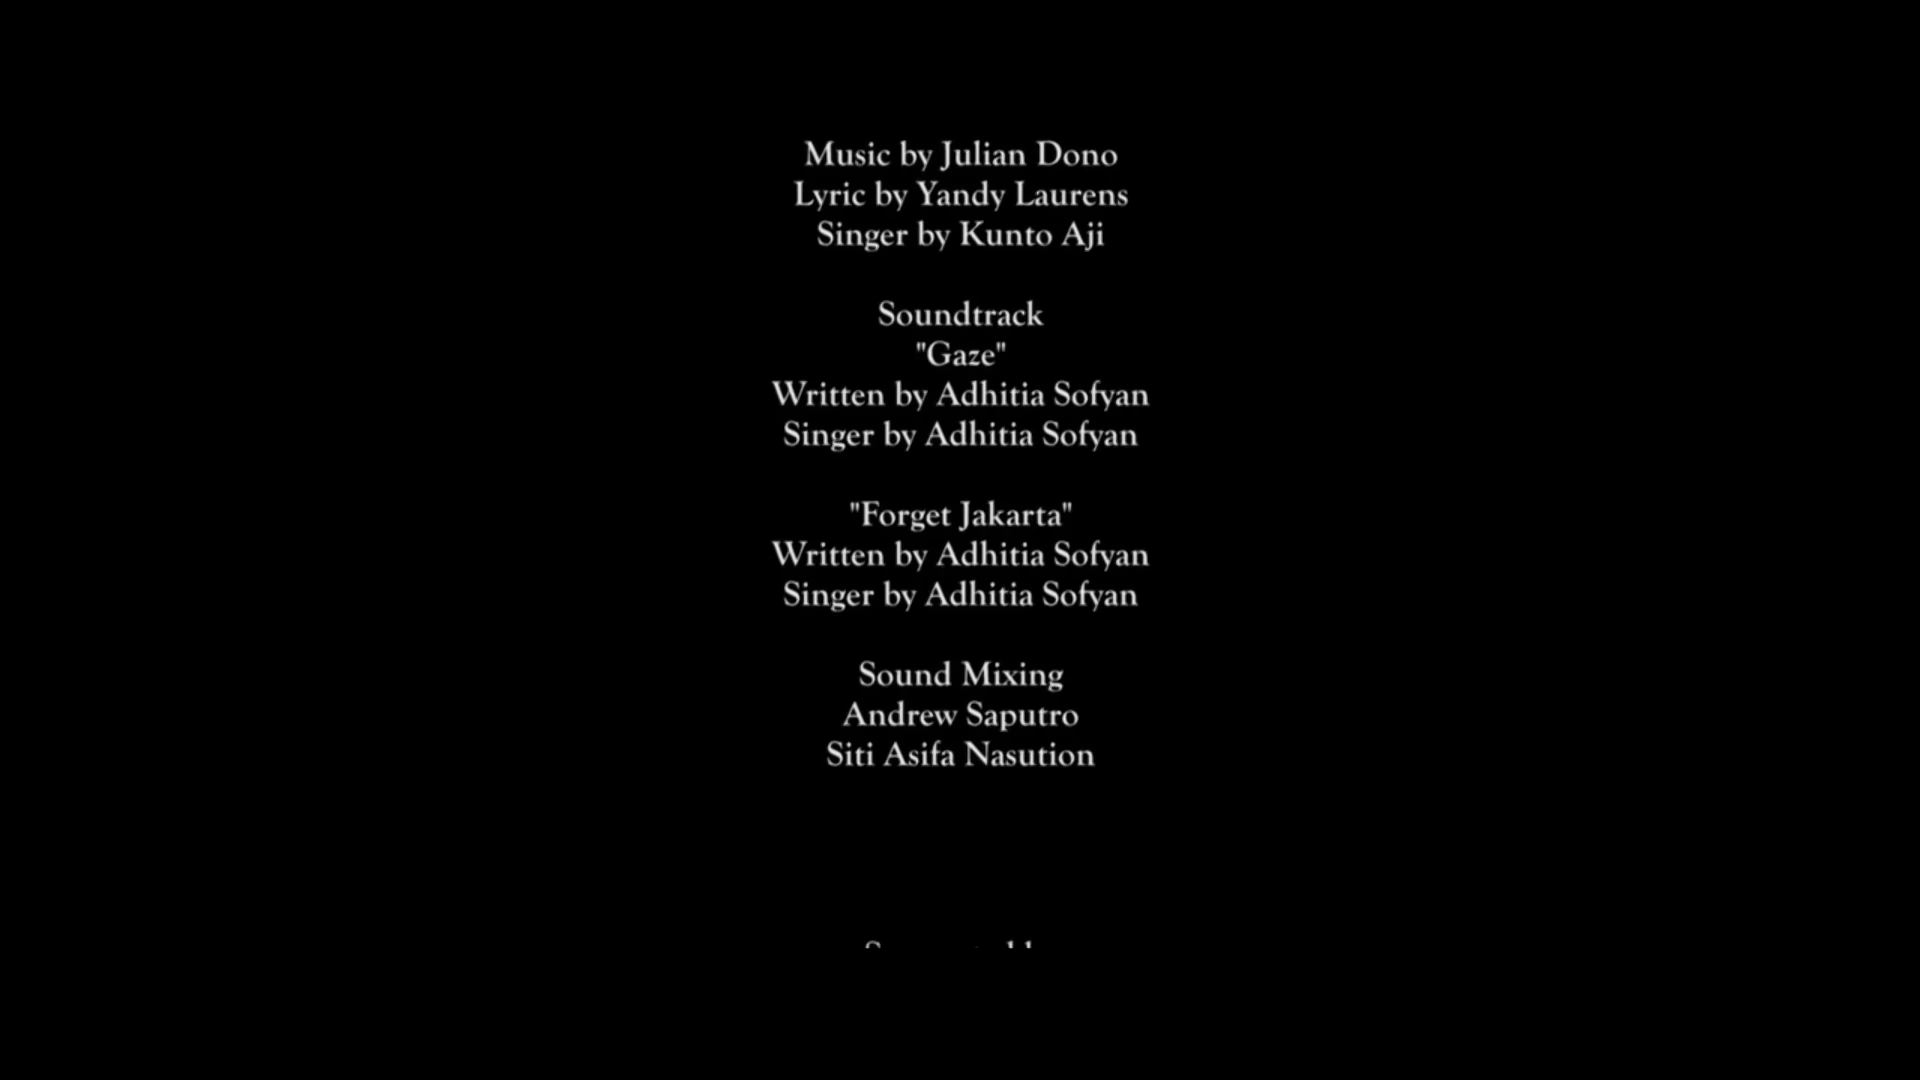 Music by Julian Dono
Lyric by Yandy Laurens
Singer by Kunto Aji
Soundtrack
"Gaze"
Written by Adhitia Sofyan
Singer by Adhitia Sofyan
"Forget Jakarta"
Written by Adhitia Sofyan
Singer by Adhitia Sofyan
Sound Mixing
Andrew Saputro
Siti Asifa Nasution